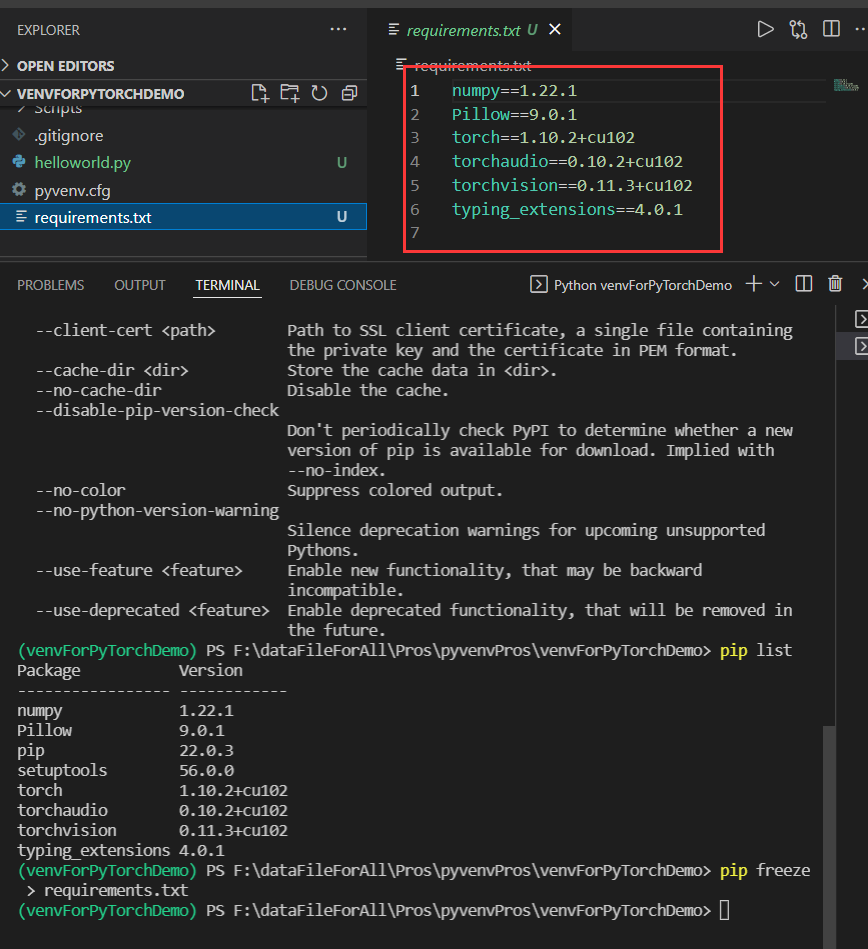 EXPLORER
OPEN EDITORS
VENVFORPYTORCHDEMO
Scripts
.gitignore
helloworld.py U
pyvenv.cfg
requirements.txt U
requirements.txt U
requirements.txt
1 numpy==1.22.1
2 Pillow==9.0.1
3 torch==1.10.2+cu102
4 torchaudio==0.10.2+cu102
5 torchvision==0.11.3+cu102
6 typing_extensions==4.0.1
7
PROBLEMS OUTPUT TERMINAL DEBUG CONSOLE Python venvForPyTorchDemo
--client-cert <path> Path to SSL client certificate, a single file containing
the private key and the certificate in PEM format.
--cache-dir <dir> Store the cache data in <dir>.
--no-cache-dir Disable the cache.
--disable-pip-version-check
Don't periodically check PyPI to determine whether a new
version of pip is available for download. Implied with
--no-index.
--no-color Suppress colored output.
--no-python-version-warning
Silence deprecation warnings for upcoming unsupported
Pythons.
--use-feature <feature> Enable new functionality, that may be backward
incompatible.
--use-deprecated <feature> Enable deprecated functionality, that will be removed in
the future.
(venvForPyTorchDemo) PS F:\dataFileForAll\Pros\pyvenvPros\venvForPyTorchDemo> pip list
Package Version
----------------- ------------
numpy 1.22.1
Pillow 9.0.1
pip 22.0.3
setuptools 56.0.0
torch 1.10.2+cu102
torchaudio 0.10.2+cu102
torchvision 0.11.3+cu102
typing_extensions 4.0.1
(venvForPyTorchDemo) PS F:\dataFileForAll\Pros\pyvenvPros\venvForPyTorchDemo> pip freeze
> requirements.txt
(venvForPyTorchDemo) PS F:\dataFileForAll\Pros\pyvenvPros\venvForPyTorchDemo>